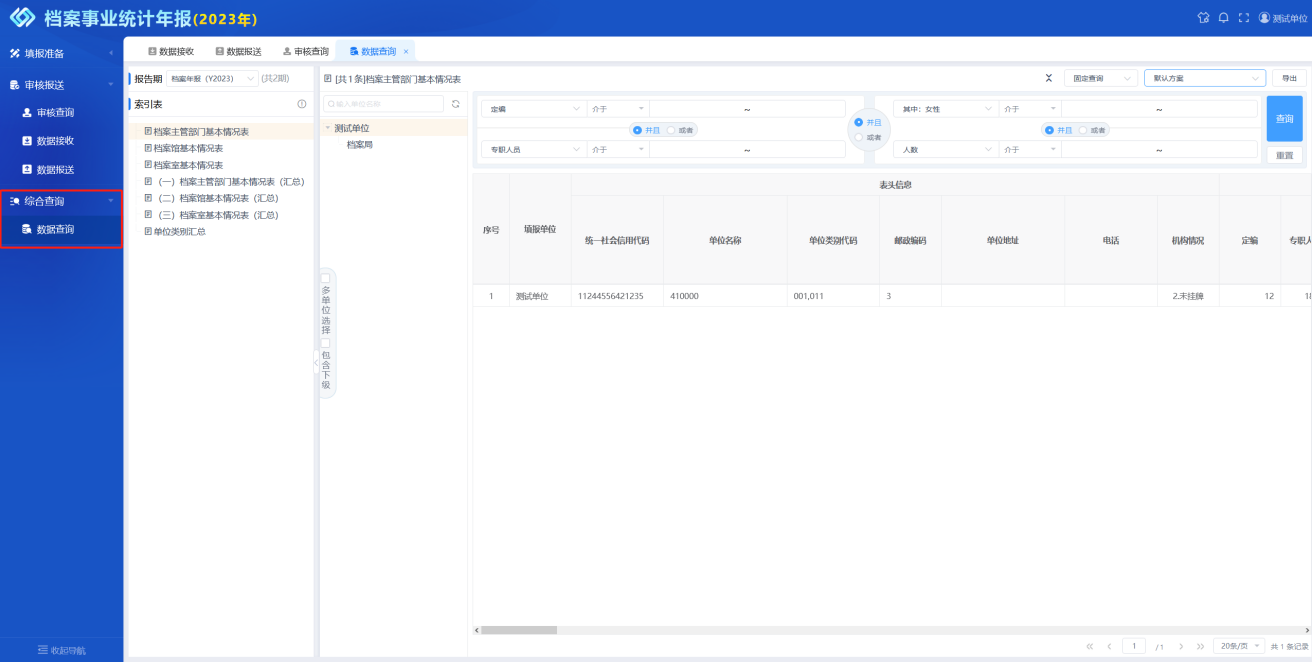 档案事业统计年报(2023年)
测试单位
填报准备
审核报送
审核查询
数据接收
数据报送
综合查询
数据查询
收起导航
数据接收 数据报送 审核查询 数据查询 ×
报告期 档案年报（Y2023） (共2期)
索引表
档案主管部门基本情况表
档案馆基本情况表
档案室基本情况表
（一）档案主管部门基本情况表（汇总）
（二）档案馆基本情况表（汇总）
（三）档案室基本情况表（汇总）
单位类别汇总
[共1条]档案主管部门基本情况表
固定查询 默认方案 导出
输入单位名称
测试单位
档案局
多单位选择
包含下级
定编 介于 ~
并且 或者
专职人员 介于 ~
并且
或者
其中：女性 介于 ~
并且 或者
人数 介于 ~
查询
重置
表头信息
序号 填报单位 统一社会信用代码 单位名称 单位类别代码 邮政编码 单位地址 电话 机构情况 定编 专职人
1 测试单位 11244556421235 410000 001,011 3 2.未挂牌 12 18
1 /1 20条/页 共 1 条记录